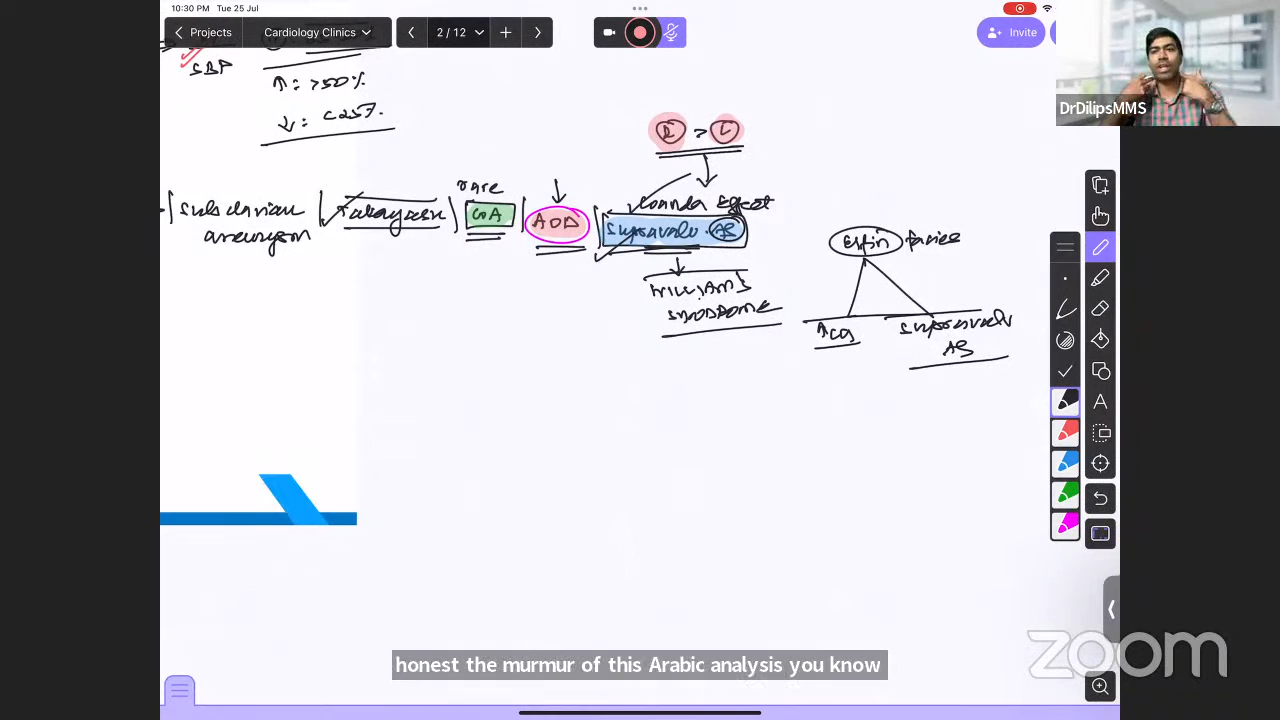 10:30 PM Tue 25 Jul
Projects
Cardiology Clinics
2 / 12
Invite
DrDilipsMMS
SBP
↑: >50%
↓: <25%.
R > L
Coanda Effect
Subclavian aneurysm | Takayasu | rare CoA | AOD | Supravalv. AS
WILLIAMS SYNDROME
Elfin facies
↑Ca
Supravalv AS
honest the murmur of this Arabic analysis you know
zoom